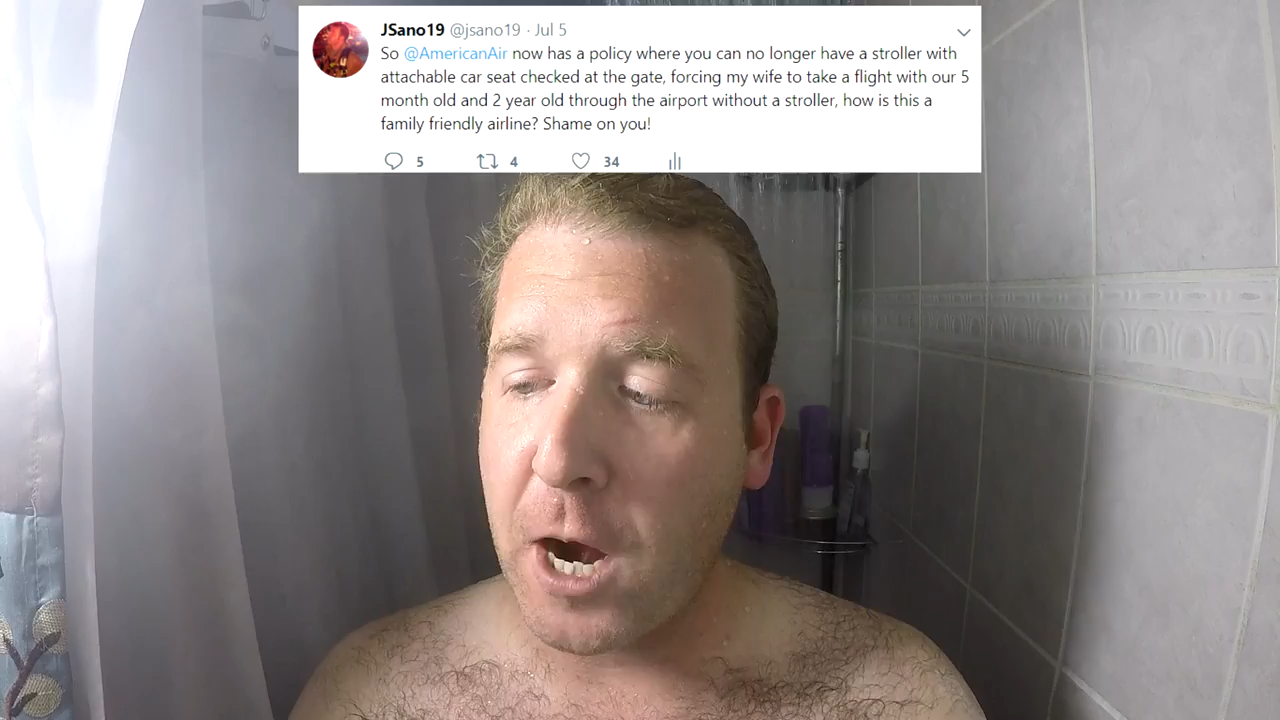 JSano19 @jsano19 · Jul 5
So @AmericanAir now has a policy where you can no longer have a stroller with
attachable car seat checked at the gate, forcing my wife to take a flight with our 5
month old and 2 year old through the airport without a stroller, how is this a
family friendly airline? Shame on you!
5 4 34